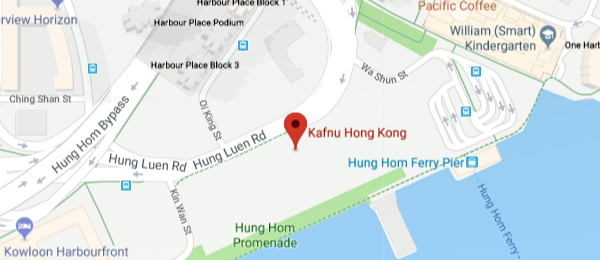 Harbour Place Block 1
Pacific Coffee
rview Horizon
Harbour Place Podium
William (Smart)
Kindergarten
One Hark
Harbour Place Block 3
Wa Shun St
Ching Shan St
Oi King St
Hung Hom Bypass
Kafnu Hong Kong
Hung Luen Rd
Hung Luen Rd
Hung Hom Ferry Pier
Kin Wan St
Hung Hom Ferry
Hung Hom
Promenade
Kowloon Harbourfront